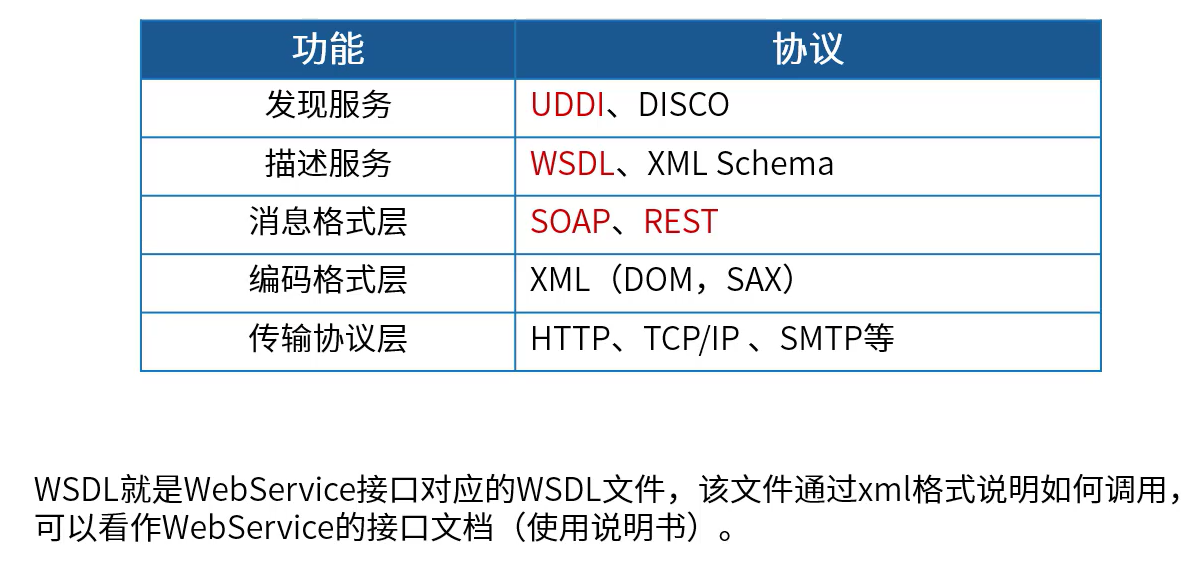 功能 协议
发现服务 UDDI、DISCO
描述服务 WSDL、XML Schema
消息格式层 SOAP、REST
编码格式层 XML（DOM，SAX）
传输协议层 HTTP、TCP/IP 、SMTP等
WSDL就是WebService接口对应的WSDL文件，该文件通过xml格式说明如何调用，
可以看作WebService的接口文档（使用说明书）。